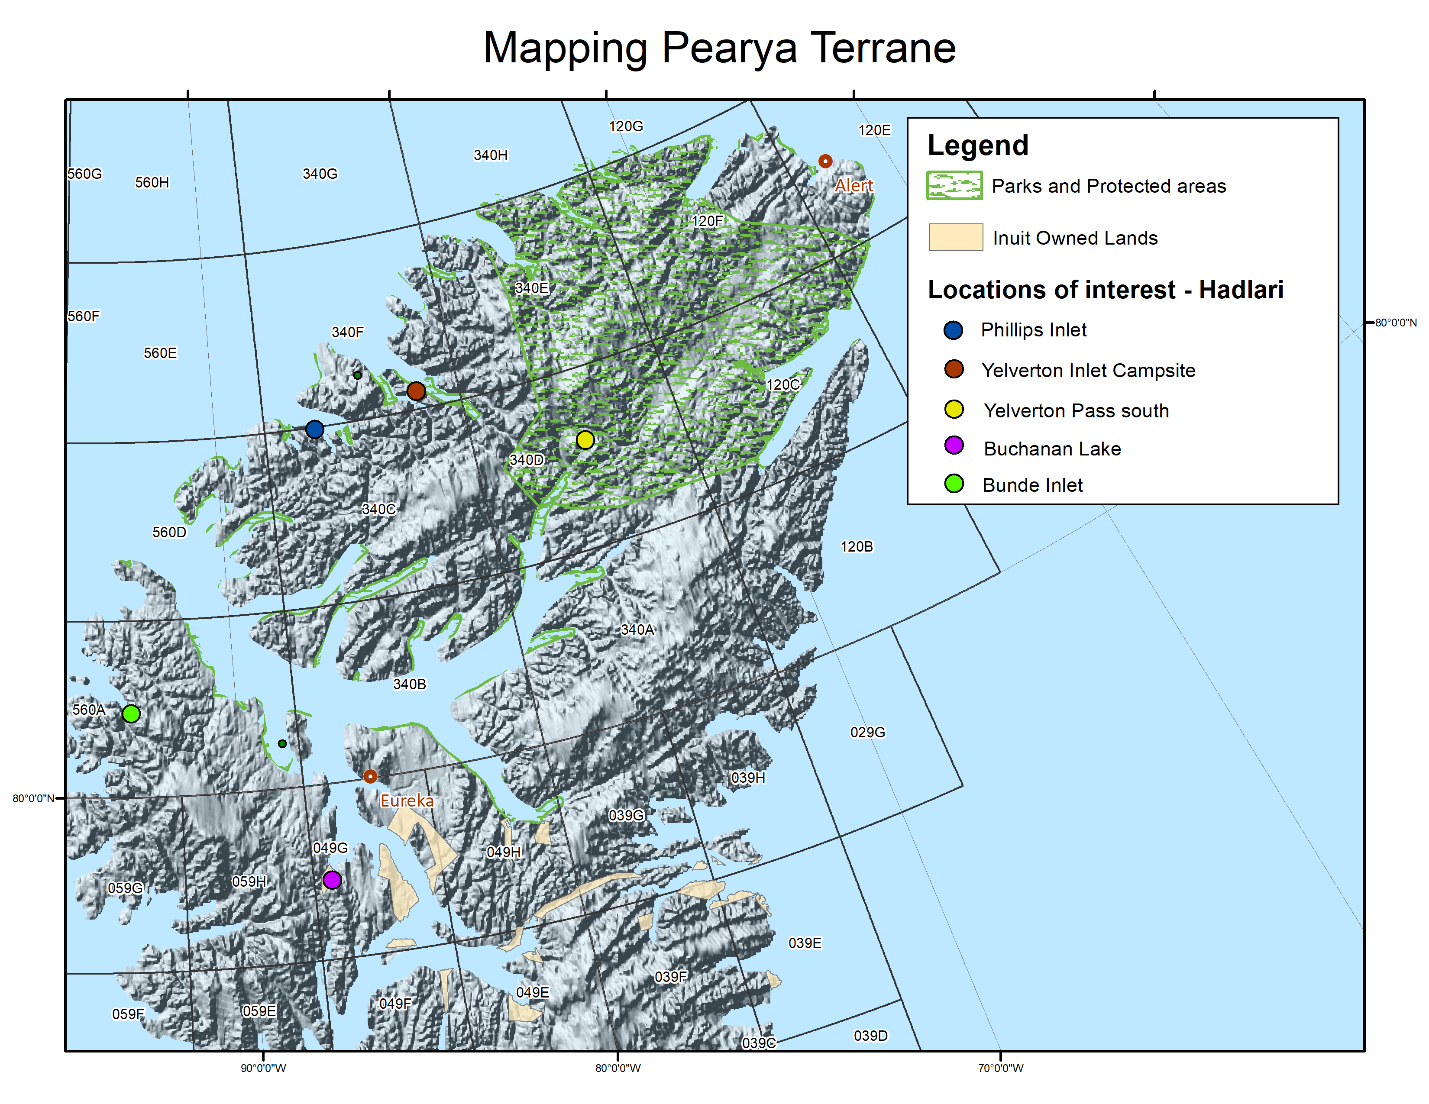 Mapping Pearya Terrane
120G
120E
340H
560G
560H
340G
Alert
120F
340E
560F
340F
560E
120C
340D
340C
560D
120B
340A
340B
560A
029G
039H
Eureka
039G
049G
049H
059G
059H
039E
039F
049E
049F
059F
059E
039D
039C
Legend
Parks and Protected areas
Inuit Owned Lands
Locations of interest - Hadlari
Phillips Inlet
Yelverton Inlet Campsite
Yelverton Pass south
Buchanan Lake
Bunde Inlet
80°0'0"N
80°0'0"N
90°0'0"W
80°0'0"W
70°0'0"W